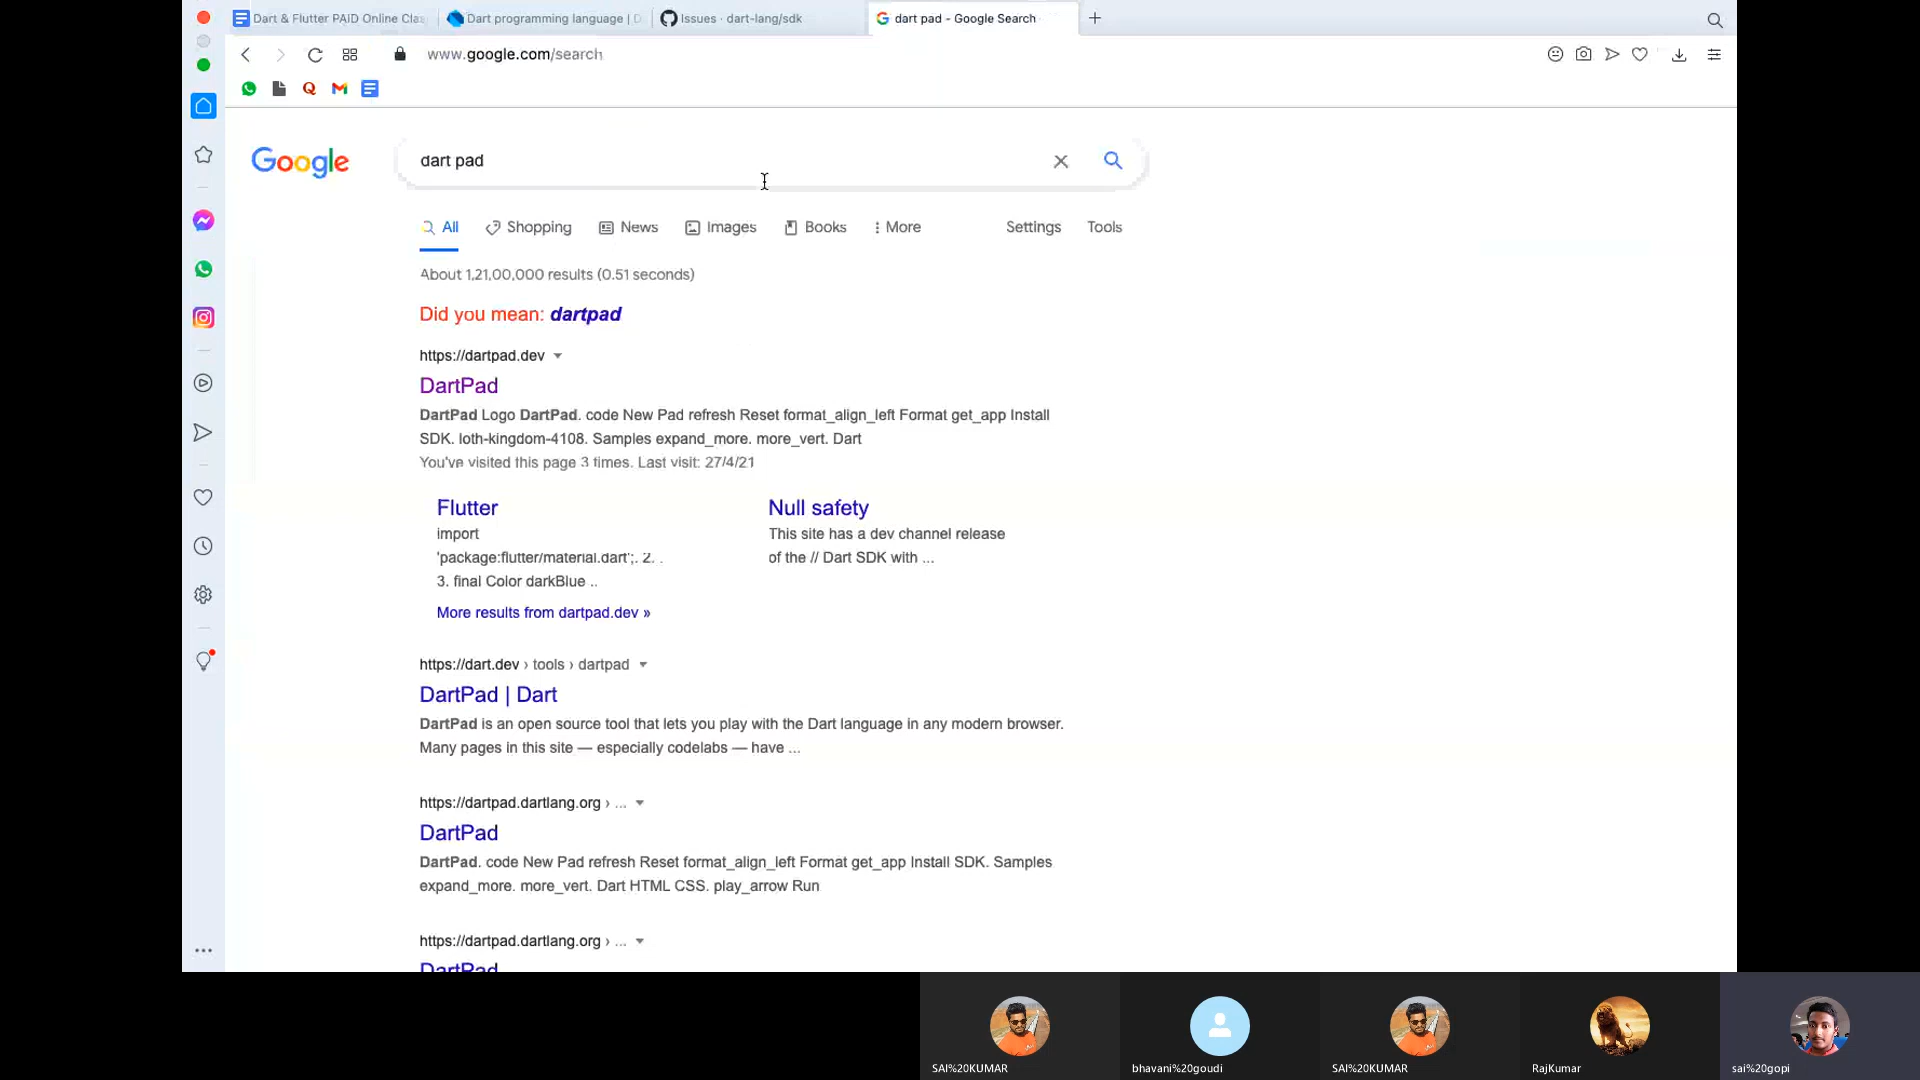 Dart & Flutter PAID Online Clas
Dart programming language | D
Issues · dart-lang/sdk
dart pad - Google Search
www.google.com/search
Google
dart pad
All
Shopping
News
Images
Books
More
Settings
Tools
About 1,21,00,000 results (0.51 seconds)
Did you mean: dartpad
https://dartpad.dev
DartPad
DartPad Logo DartPad. code New Pad refresh Reset format_align_left Format get_app Install
SDK. loth-kingdom-4108. Samples expand_more. more_vert. Dart
You've visited this page 3 times. Last visit: 27/4/21
Flutter
import
'package:flutter/material.dart';. 2. .
3. final Color darkBlue ..
Null safety
This site has a dev channel release
of the // Dart SDK with ...
More results from dartpad.dev »
https://dart.dev › tools › dartpad
DartPad | Dart
DartPad is an open source tool that lets you play with the Dart language in any modern browser.
Many pages in this site — especially codelabs — have ...
https://dartpad.dartlang.org › ...
DartPad
DartPad. code New Pad refresh Reset format_align_left Format get_app Install SDK. Samples
expand_more. more_vert. Dart HTML CSS. play_arrow Run
https://dartpad.dartlang.org › ...
DartPad
SAI%20KUMAR
bhavani%20goudi
SAI%20KUMAR
RajKumar
sai%20gopi